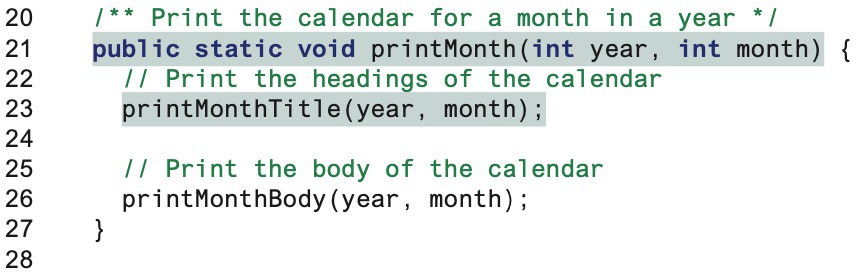 20    /** Print the calendar for a month in a year */
21    public static void printMonth(int year, int month) {
22      // Print the headings of the calendar
23      printMonthTitle(year, month);
24
25      // Print the body of the calendar
26      printMonthBody(year, month);
27    }
28